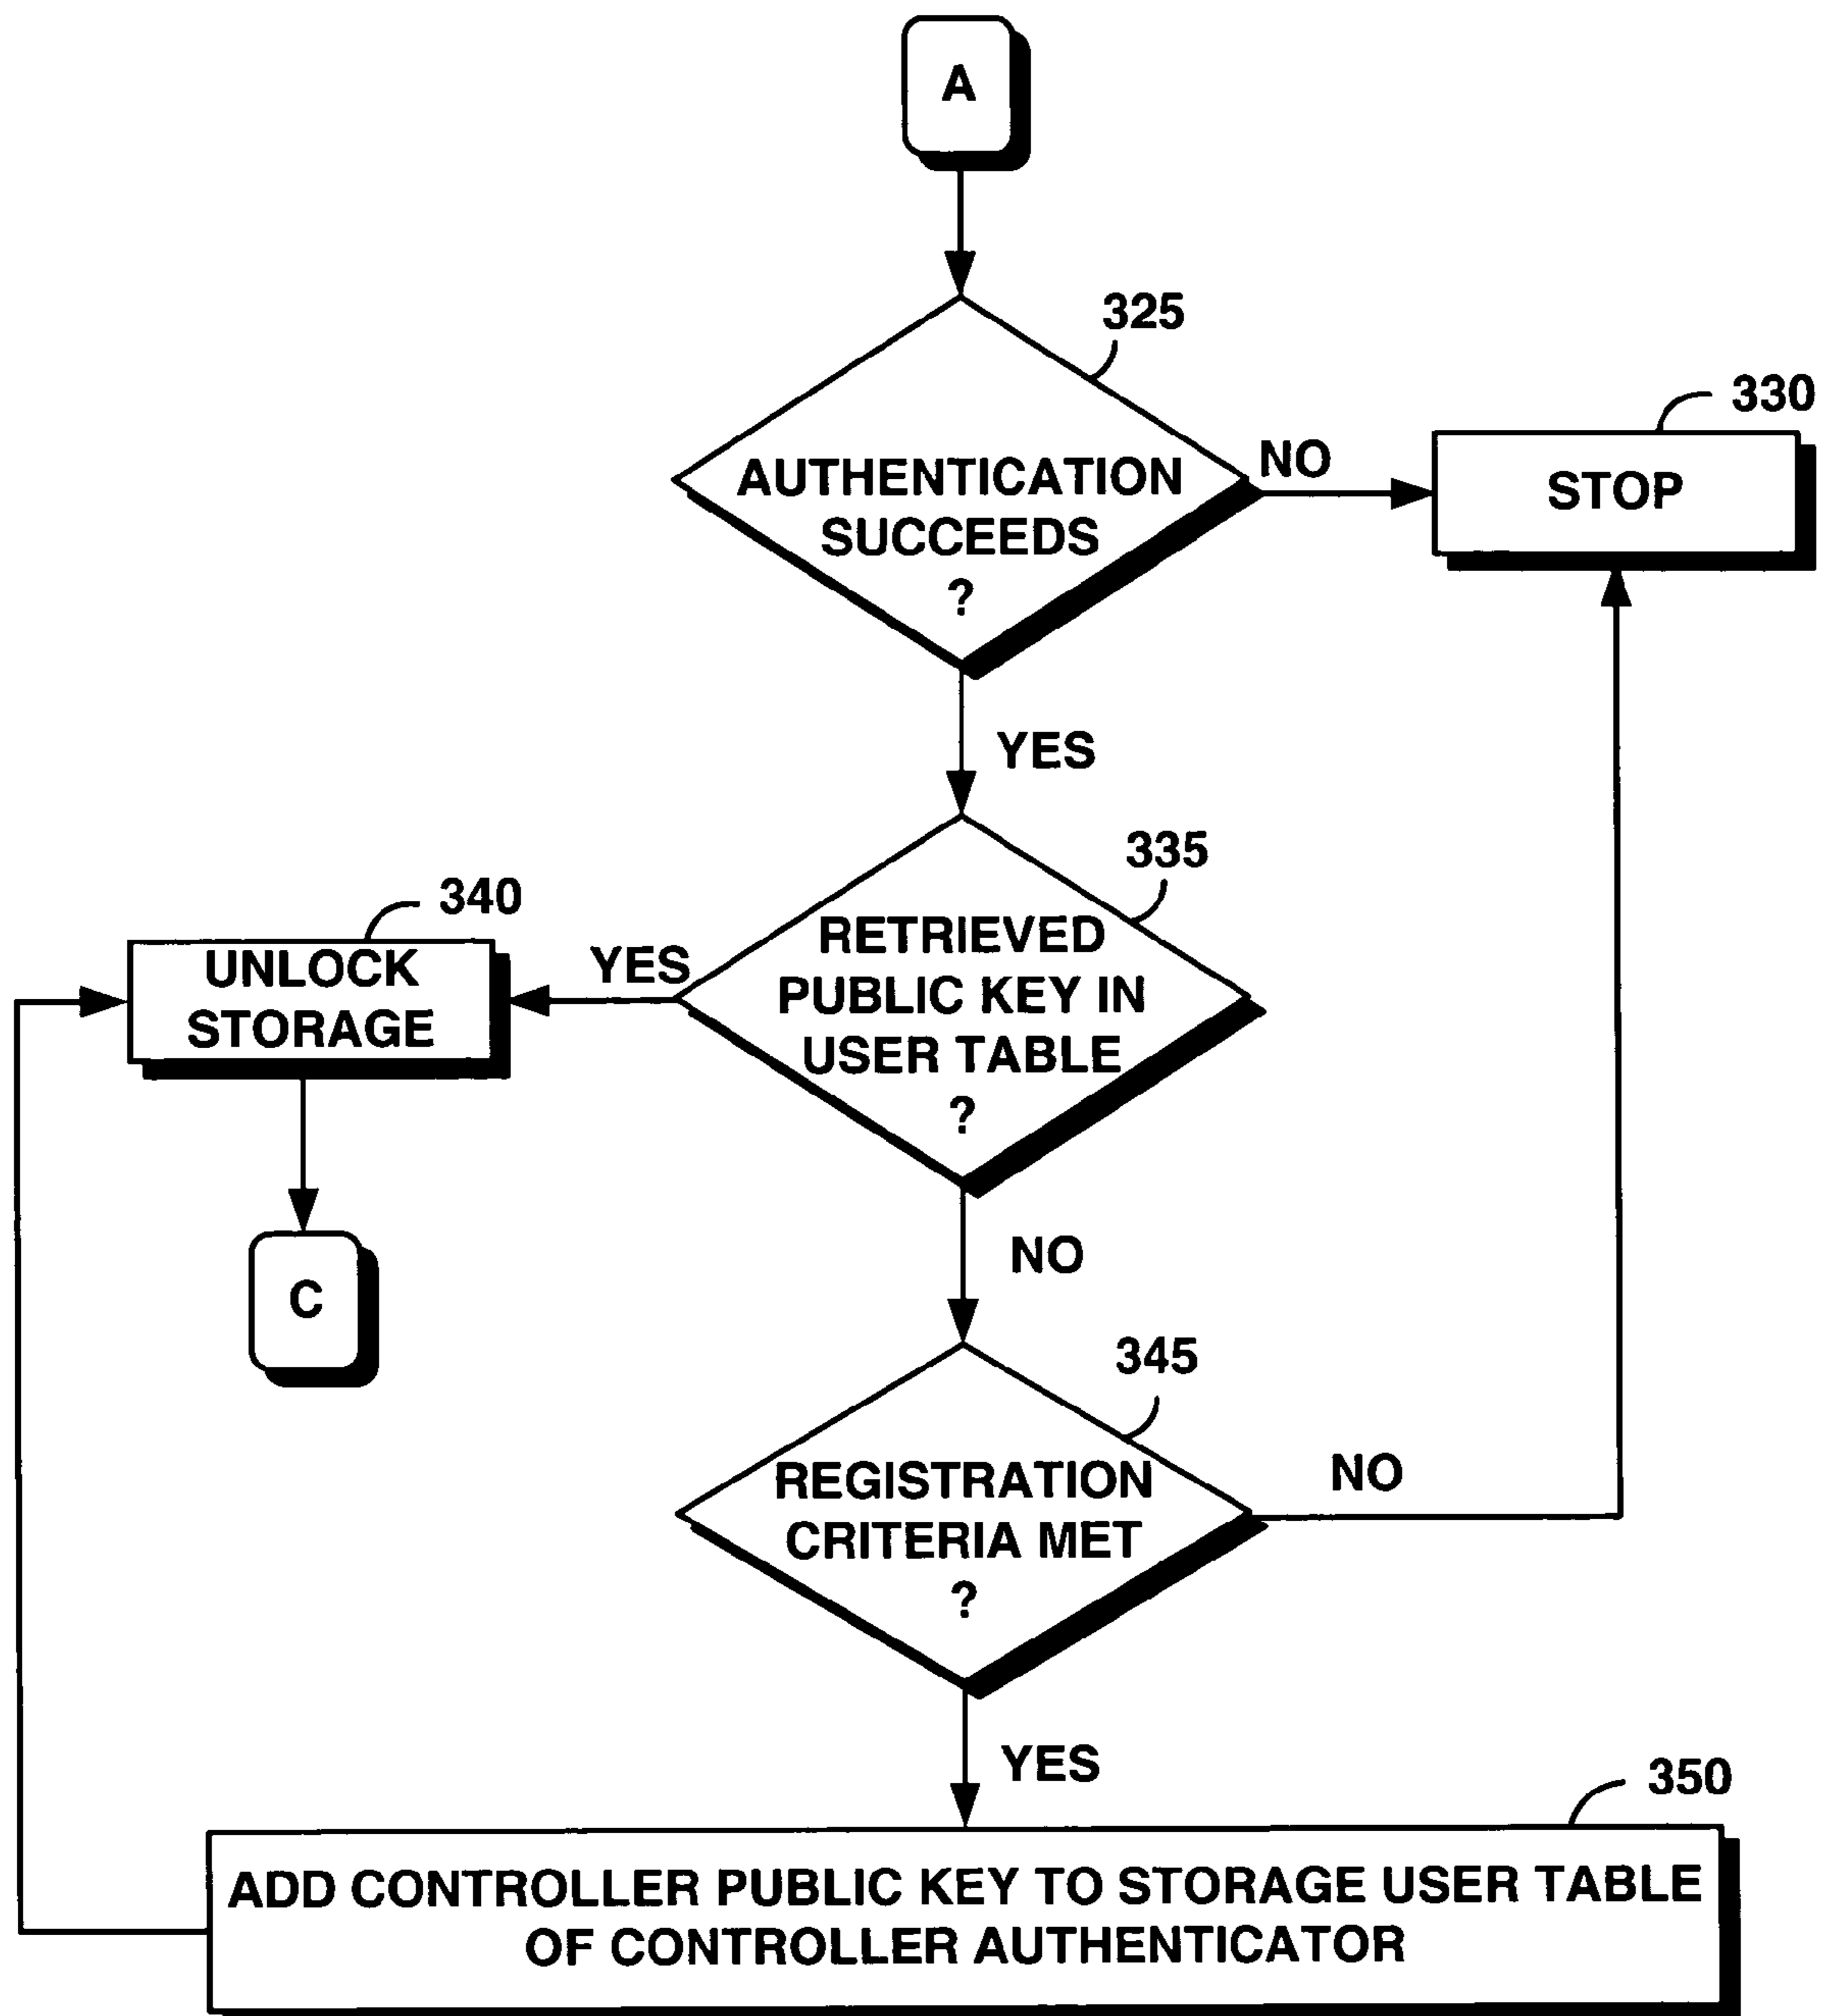 A
325
330
AUTHENTICATION
SUCCEEDS
?
NO
STOP
YES
335
340
RETRIEVED
PUBLIC KEY IN
USER TABLE
?
YES
UNLOCK
STORAGE
NO
C
345
REGISTRATION
CRITERIA MET
?
NO
YES
350
ADD CONTROLLER PUBLIC KEY TO STORAGE USER TABLE
OF CONTROLLER AUTHENTICATOR